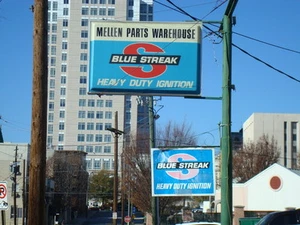 MELLEN PARTS WAREHOUSE
S
BLUE STREAK
HEAVY DUTY IGNITION
S
BLUE STREAK
HEAVY DUTY IGNITION